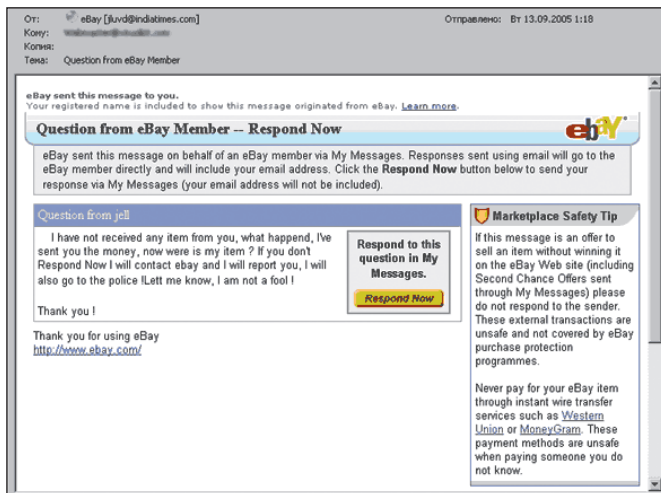 От: eBay [jluvd@indiatimes.com] Отправлено: Вт 13.09.2005 1:18
Кому:
Копия:
Тема: Question from eBay Member
eBay sent this message to you.
Your registered name is included to show this message originated from eBay. Learn more.
Question from eBay Member -- Respond Now
ebY
eBay sent this message on behalf of an eBay member via My Messages. Responses sent using email will go to the
eBay member directly and will include your email address. Click the Respond Now button below to send your
response via My Messages (your email address will not be included).
Question from jell
I have not received any item from you, what happend, I've
sent you the money, now were is my item ? If you don't
Respond Now I will contact ebay and I will report you, I will
also go to the police !Lett me know, I am not a fool !
Thank you !
Respond to this
question in My
Messages.
Respond Now
Thank you for using eBay
http://www.ebay.com/
Marketplace Safety Tip
If this message is an offer to
sell an item without winning it
on the eBay Web site (including
Second Chance Offers sent
through My Messages) please
do not respond to the sender.
These external transactions are
unsafe and not covered by eBay
purchase protection
programmes.
Never pay for your eBay item
through instant wire transfer
services such as Western
Union or MoneyGram. These
payment methods are unsafe
when paying someone you do
not know.